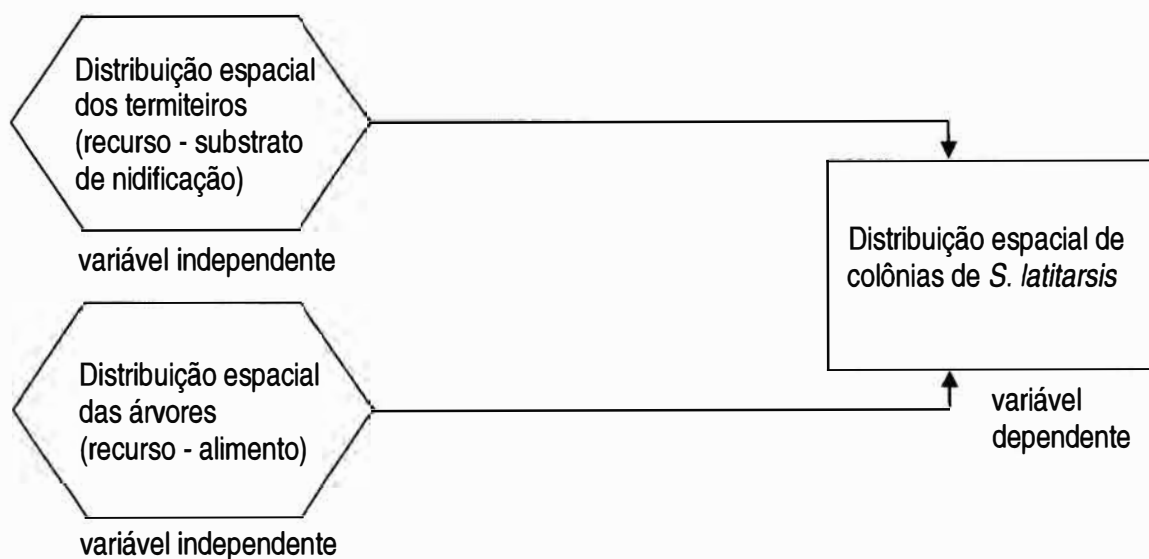 Distribuição espacial
dos termiteiros
(recurso - substrato
de nidificação)
variável independente
Distribuição espacial de
colônias de S. latitarsis
Distribuição espacial
das árvores
(recurso - alimento)
variável
dependente
variável independente